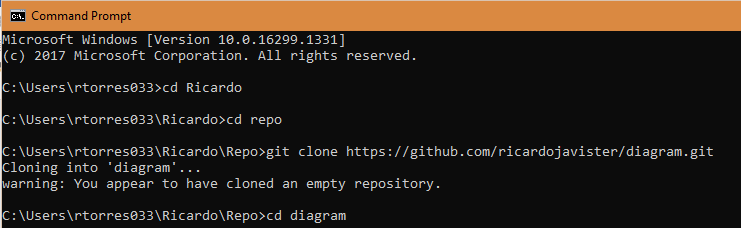 Command Prompt
Microsoft Windows [Version 10.0.16299.1331]
(c) 2017 Microsoft Corporation. All rights reserved.
C:\Users\rtorres033>cd Ricardo
C:\Users\rtorres033\Ricardo>cd repo
C:\Users\rtorres033\Ricardo\Repo>git clone https://github.com/ricardojavister/diagram.git
Cloning into 'diagram'...
warning: You appear to have cloned an empty repository.
C:\Users\rtorres033\Ricardo\Repo>cd diagram